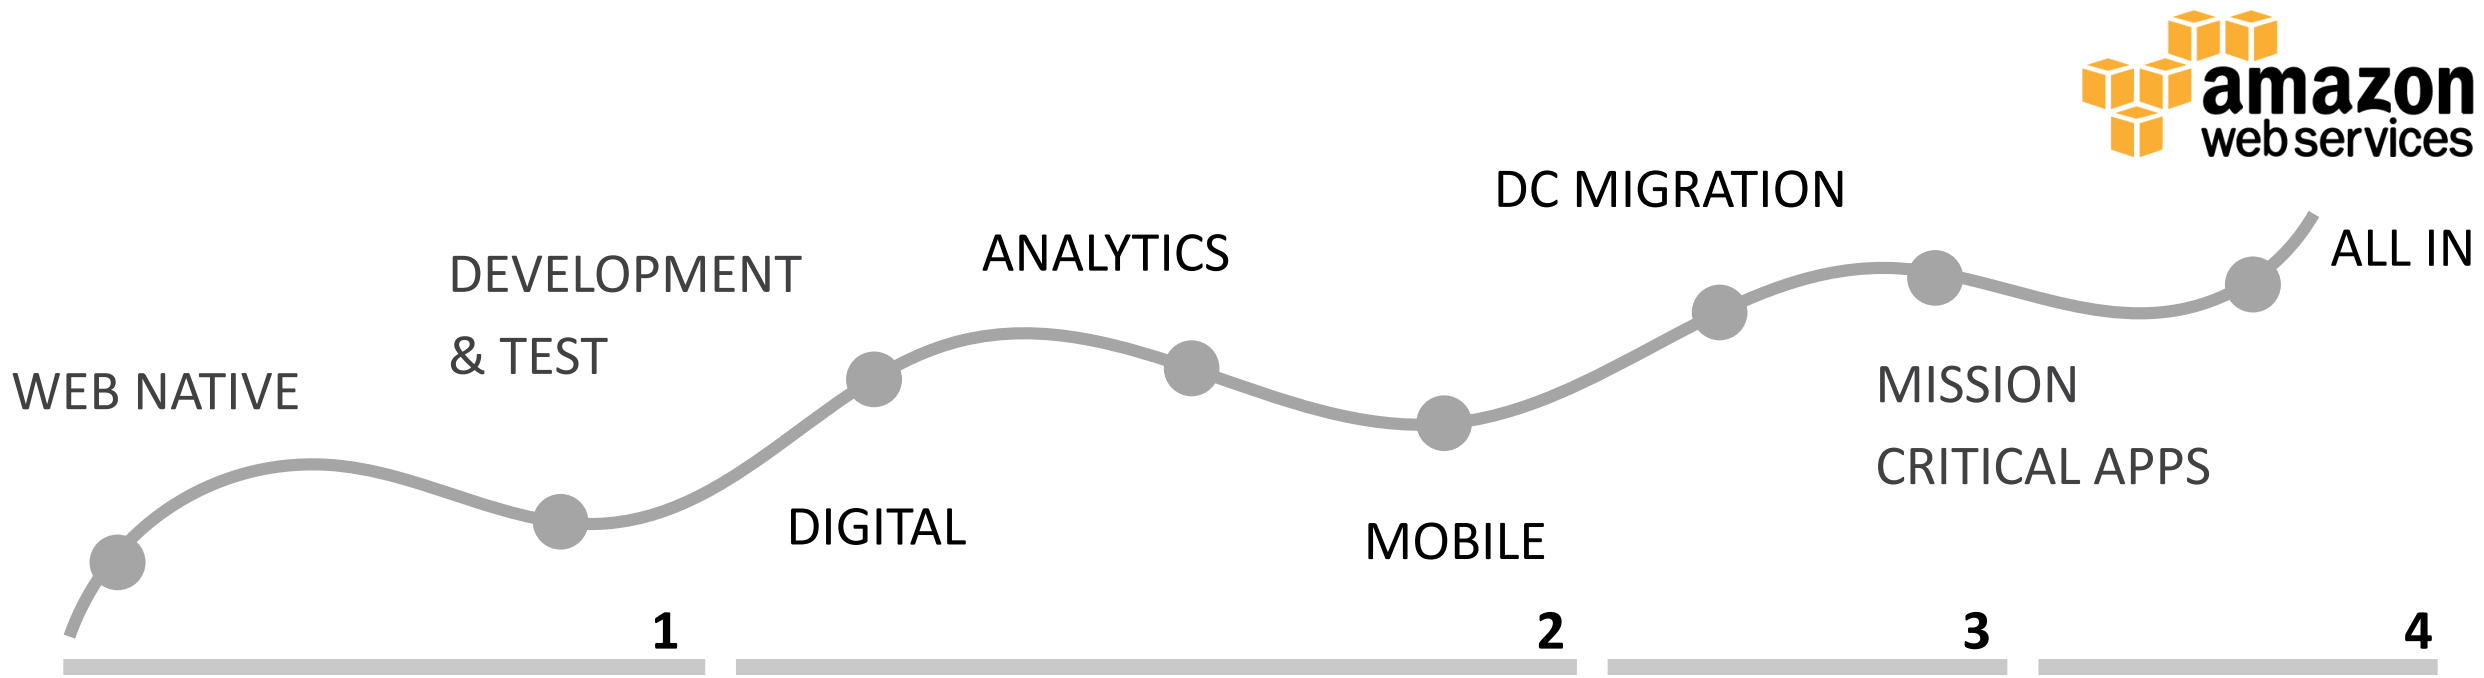 amazon
web services
DC MIGRATION
ALL IN
ANALYTICS
DEVELOPMENT
& TEST
WEB NATIVE
MISSION
CRITICAL APPS
DIGITAL
MOBILE
1
2
3
4